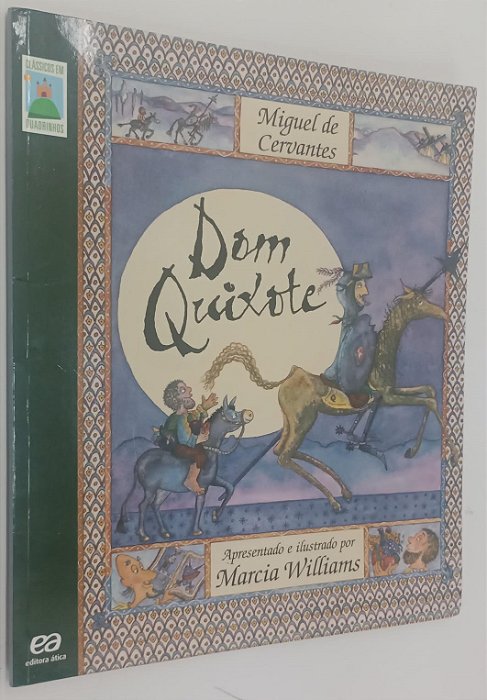 CLÁSSICOS EM
QUADRINHOS
Miguel de
Cervantes
Dom
Quixote
Apresentado e ilustrado por
Marcia Williams
ea
editora ática